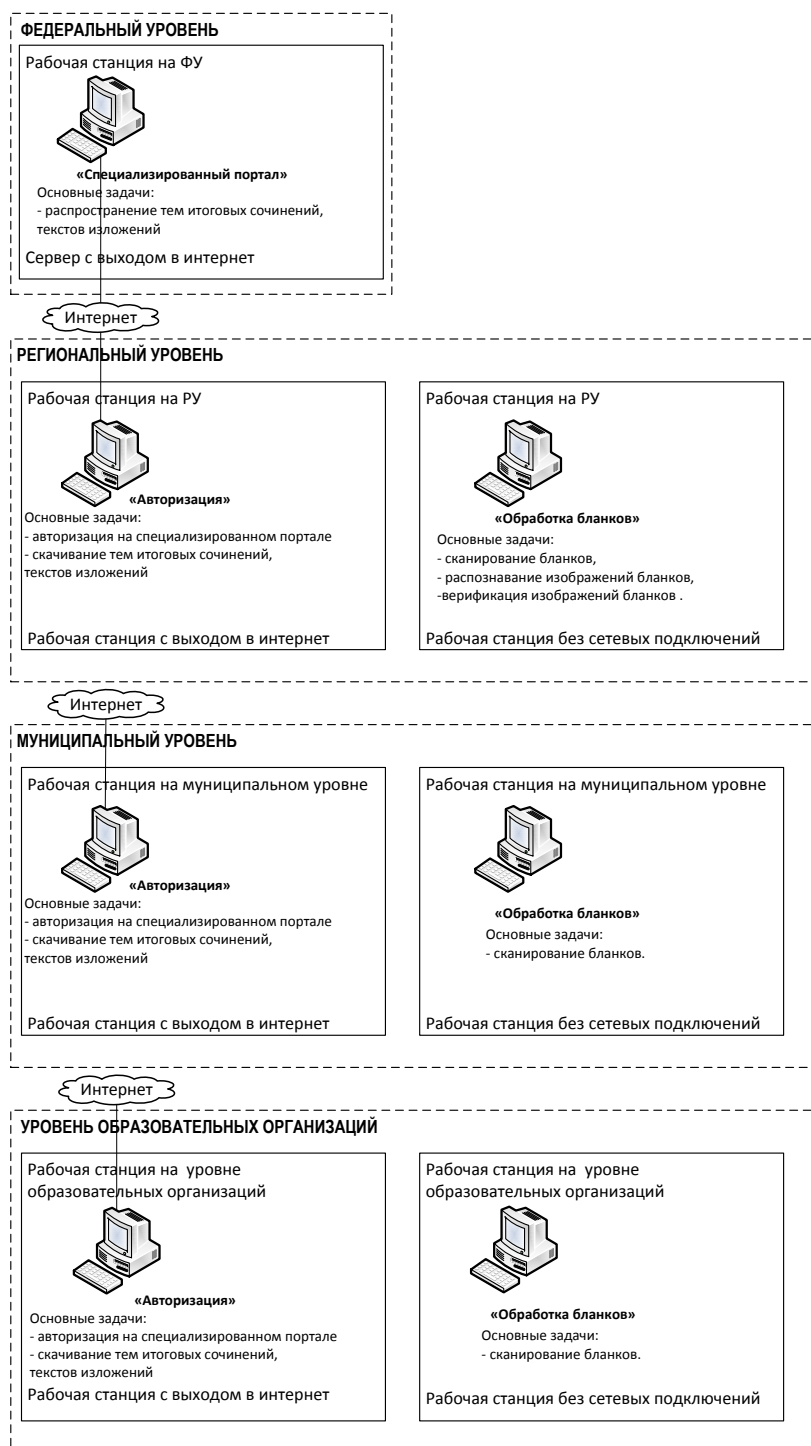 ФЕДЕРАЛЬНЫЙ УРОВЕНЬ
Рабочая станция на ФУ
«Специализированный портал»
Основные задачи:
- распространение тем итоговых сочинений,
текстов изложений
Сервер с выходом в интернет
Интернет
РЕГИОНАЛЬНЫЙ УРОВЕНЬ
Рабочая станция на РУ
«Авторизация»
Основные задачи:
- авторизация на специализированном портале
- скачивание тем итоговых сочинений,
текстов изложений
Рабочая станция с выходом в интернет
Рабочая станция на РУ
«Обработка бланков»
Основные задачи:
- сканирование бланков,
- распознавание изображений бланков,
-верификация изображений бланков .
Рабочая станция без сетевых подключений
Интернет
МУНИЦИПАЛЬНЫЙ УРОВЕНЬ
Рабочая станция на муниципальном уровне
«Авторизация»
Основные задачи:
- авторизация на специализированном портале
- скачивание тем итоговых сочинений,
текстов изложений
Рабочая станция с выходом в интернет
Рабочая станция на муниципальном уровне
«Обработка бланков»
Основные задачи:
- сканирование бланков.
Рабочая станция без сетевых подключений
Интернет
УРОВЕНЬ ОБРАЗОВАТЕЛЬНЫХ ОРГАНИЗАЦИЙ
Рабочая станция на уровне
образовательных организаций
«Авторизация»
Основные задачи:
- авторизация на специализированном портале
- скачивание тем итоговых сочинений,
текстов изложений
Рабочая станция с выходом в интернет
Рабочая станция на уровне
образовательных организаций
«Обработка бланков»
Основные задачи:
- сканирование бланков.
Рабочая станция без сетевых подключений